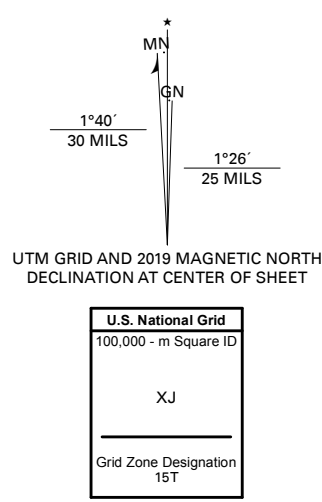 MN
GN
1°40´
30 MILS
1°26´
25 MILS
UTM GRID AND 2019 MAGNETIC NORTH
DECLINATION AT CENTER OF SHEET
U.S. National Grid
100,000 - m Square ID
XJ
Grid Zone Designation
15T